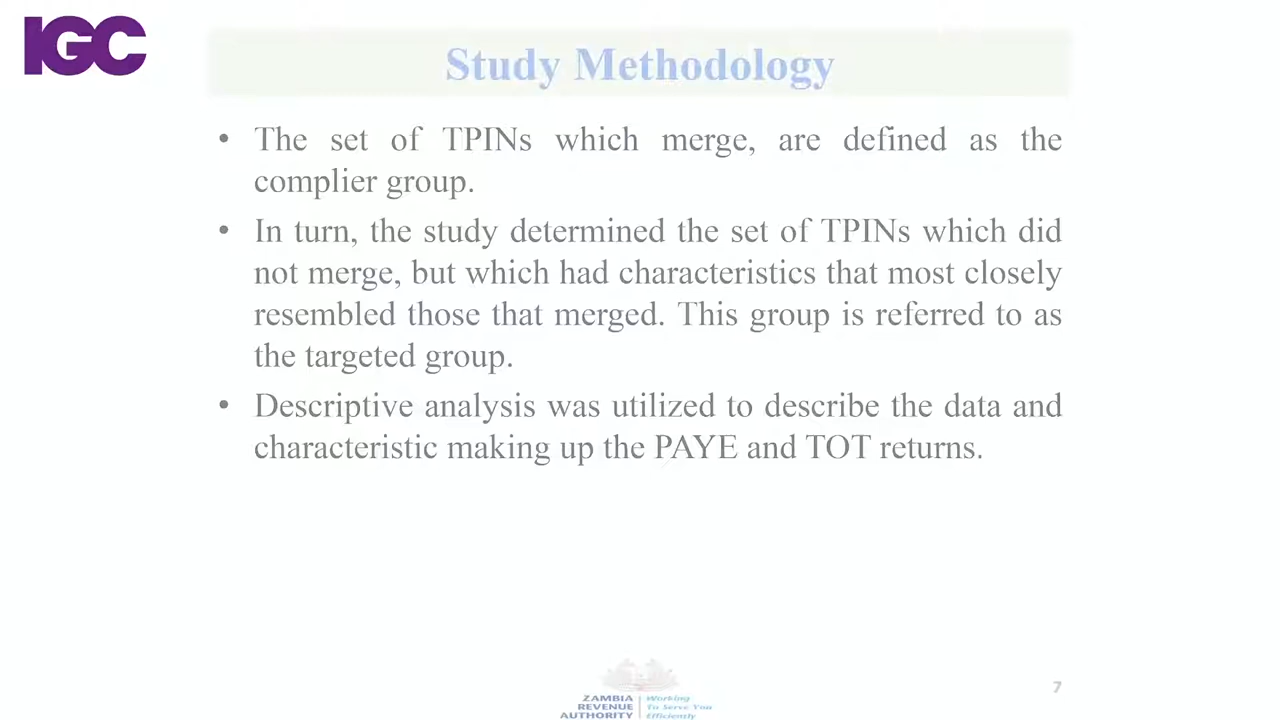 IGC
Study Methodology
• The set of TPINs which merge, are defined as the
complier group.
• In turn, the study determined the set of TPINs which did
not merge, but which had characteristics that most closely
resembled those that merged. This group is referred to as
the targeted group.
• Descriptive analysis was utilized to describe the data and
characteristic making up the PAYE and TOT returns.
ZAMBIA
REVENUE
AUTHORITY
Working
To Serve You
Efficiently
7